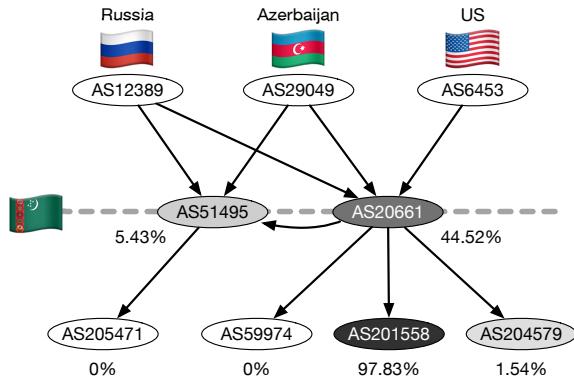 Russia Azerbaijan US
AS12389 AS29049 AS6453
AS51495 AS20661
5.43% 44.52%
AS205471 AS59974 AS201558 AS204579
0% 0% 97.83% 1.54%